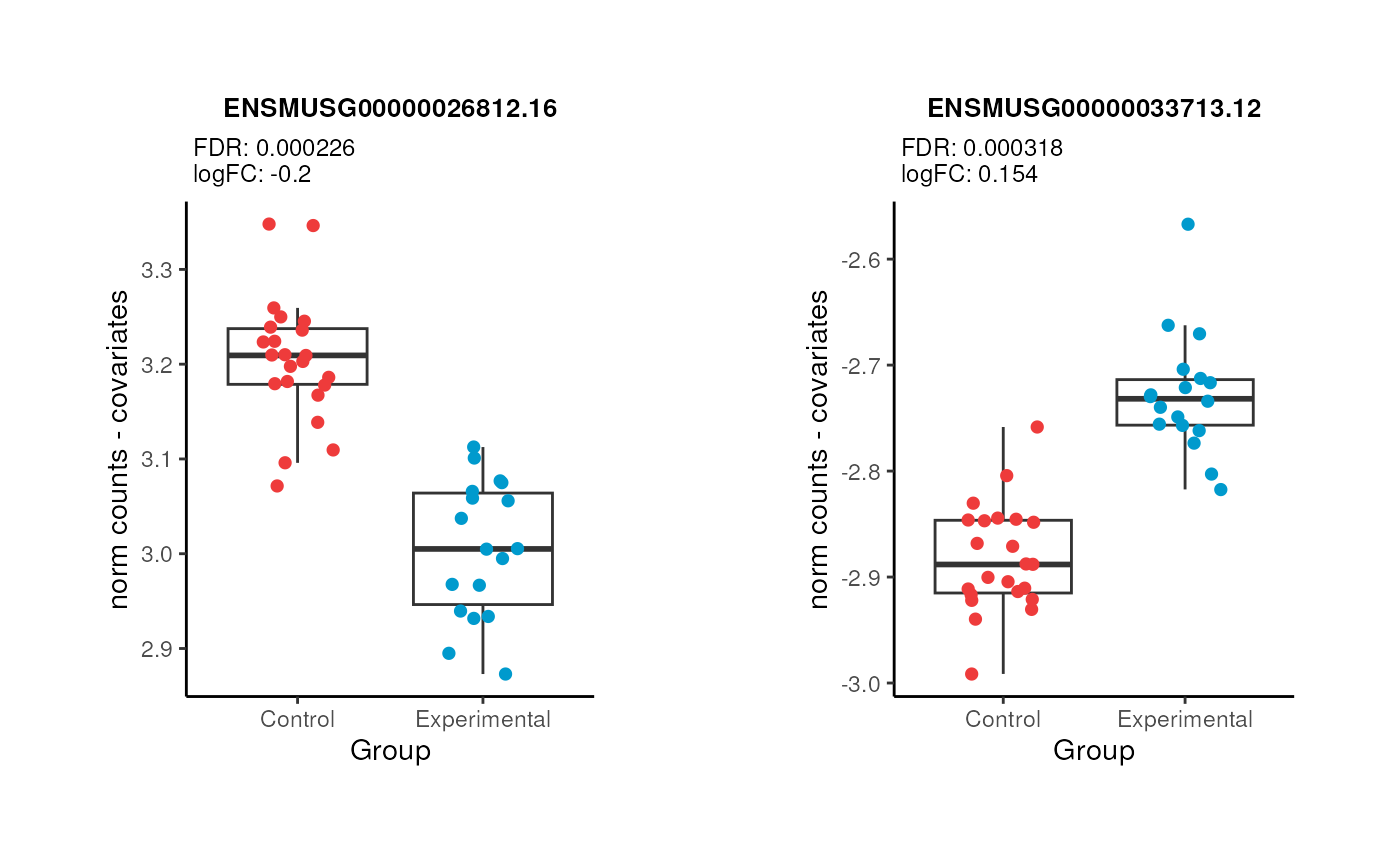 ENSMUSG00000026812.16
FDR: 0.000226
logFC: -0.2
norm counts - covariates
3.3
3.2
3.1
3.0
2.9
Control Experimental
Group
ENSMUSG00000033713.12
FDR: 0.000318
logFC: 0.154
norm counts - covariates
-2.6
-2.7
-2.8
-2.9
-3.0
Control Experimental
Group